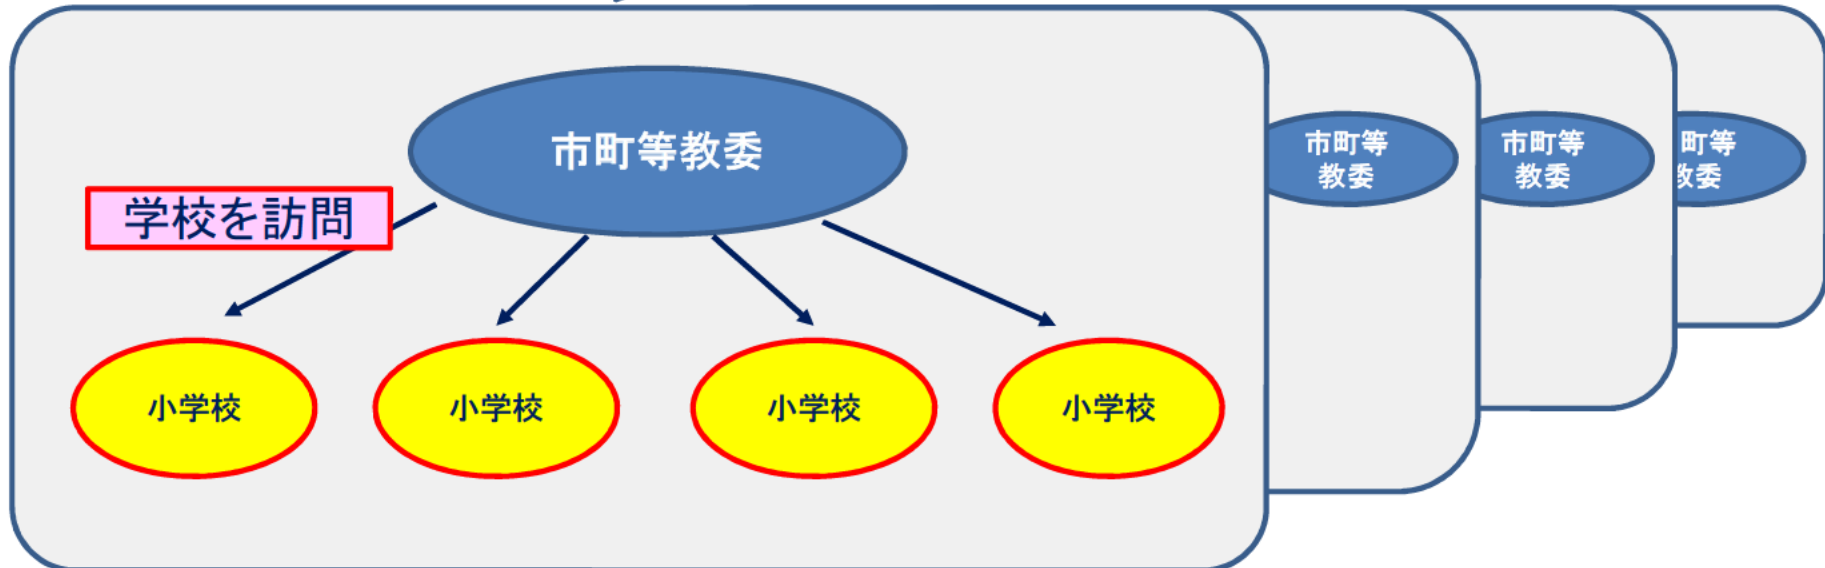 市町等教委
市町等
教委
市町等
教委
町等
教委
学校を訪問
小学校
小学校
小学校
小学校